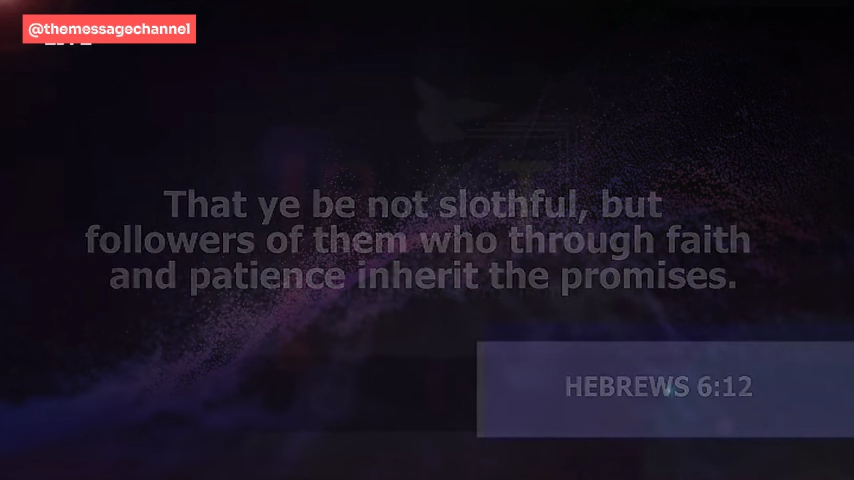 @themessagechannel
That ye be not slothful, but
followers of them who through faith
and patience inherit the promises.
HEBREWS 6:12